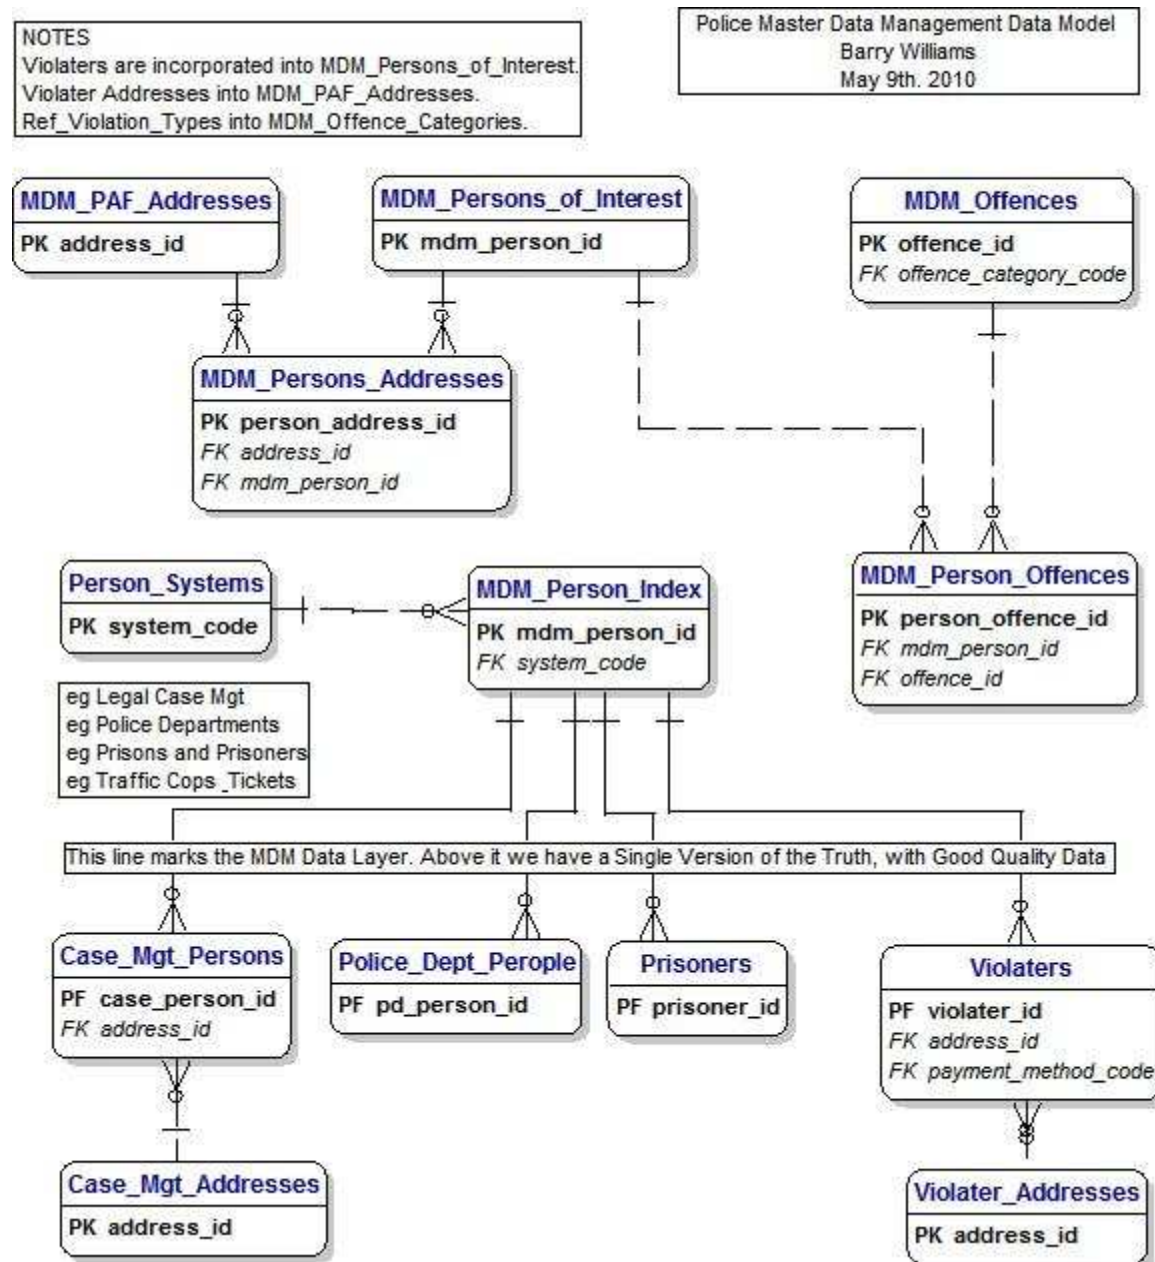 NOTES
Violaters are incorporated into MDM_Persons_of_Interest.
Violater Addresses into MDM_PAF_Addresses.
Ref_Violation_Types into MDM_Offence_Categories.
Police Master Data Management Data Model
Barry Williams
May 9th. 2010
MDM_PAF_Addresses
PK address_id
MDM_Persons_of_Interest
PK mdm_person_id
MDM_Offences
PK offence_id
FK offence_category_code
MDM_Persons_Addresses
PK person_address_id
FK address_id
FK mdm_person_id
Person_Systems
PK system_code
MDM_Person_Index
PK mdm_person_id
FK system_code
MDM_Person_Offences
PK person_offence_id
FK mdm_person_id
FK offence_id
eg Legal Case Mgt
eg Police Departments
eg Prisons and Prisoners
eg Traffic Cops _Tickets
This line marks the MDM Data Layer. Above it we have a Single Version of the Truth, with Good Quality Data
Case_Mgt_Persons
PF case_person_id
FK address_id
Police_Dept_Perople
PF pd_person_id
Prisoners
PF prisoner_id
Violaters
PF violater_id
FK address_id
FK payment_method_code
Case_Mgt_Addresses
PK address_id
Violater_Addresses
PK address_id